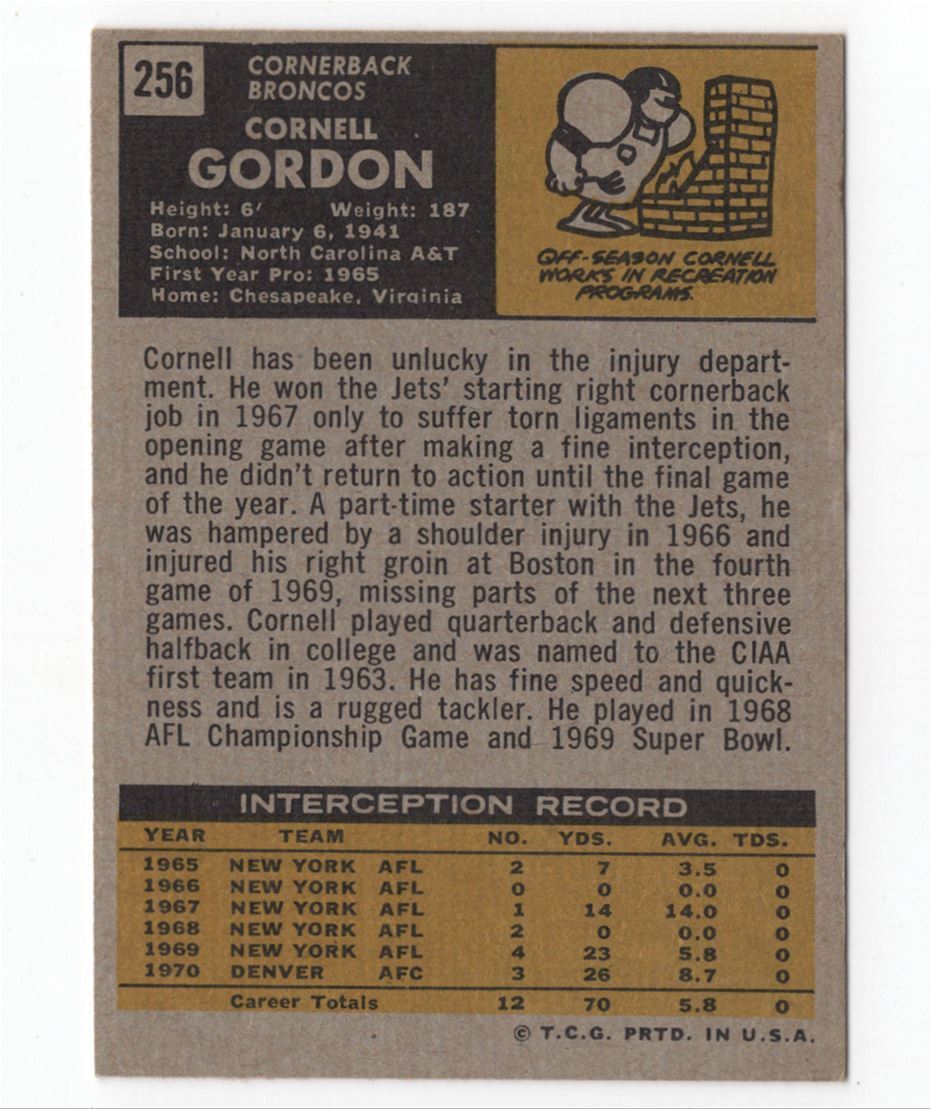 256
CORNERBACK
BRONCOS
CORNELL
GORDON
Height: 6' Weight: 187
Born: January 6, 1941
School: North Carolina A&T
First Year Pro: 1965
Home: Chesapeake, Virginia
OFF-SEASON CORNELL
WORKS IN RECREATION
PROGRAMS.
Cornell has been unlucky in the injury depart-
ment. He won the Jets' starting right cornerback
job in 1967 only to suffer torn ligaments in the
opening game after making a fine interception,
and he didn't return to action until the final game
of the year. A part-time starter with the Jets, he
was hampered by a shoulder injury in 1966 and
injured his right groin at Boston in the fourth
game of 1969, missing parts of the next three
games. Cornell played quarterback and defensive
halfback in college and was named to the CIAA
first team in 1963. He has fine speed and quick-
ness and is a rugged tackler. He played in 1968
AFL Championship Game and 1969 Super Bowl.
INTERCEPTION RECORD
YEAR TEAM NO. YDS. AVG. TDS.
1965 NEW YORK AFL 2 7 3.5 0
1966 NEW YORK AFL 0 0 0.0 0
1967 NEW YORK AFL 1 14 14.0 0
1968 NEW YORK AFL 2 0 0.0 0
1969 NEW YORK AFL 4 23 5.8 0
1970 DENVER AFC 3 26 8.7 0
Career Totals 12 70 5.8 0
© T.C.G. PRTD. IN U.S.A.